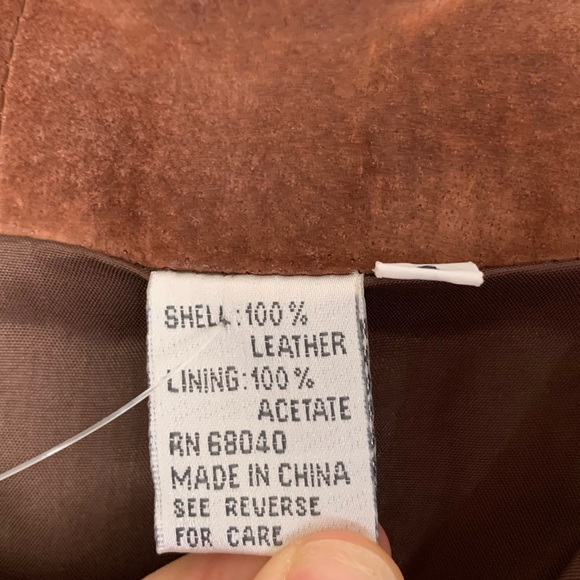 SHELL:100%
LEATHER
LINING:100%
ACETATE
RN 68040
MADE IN CHINA
SEE REVERSE
FOR CARE